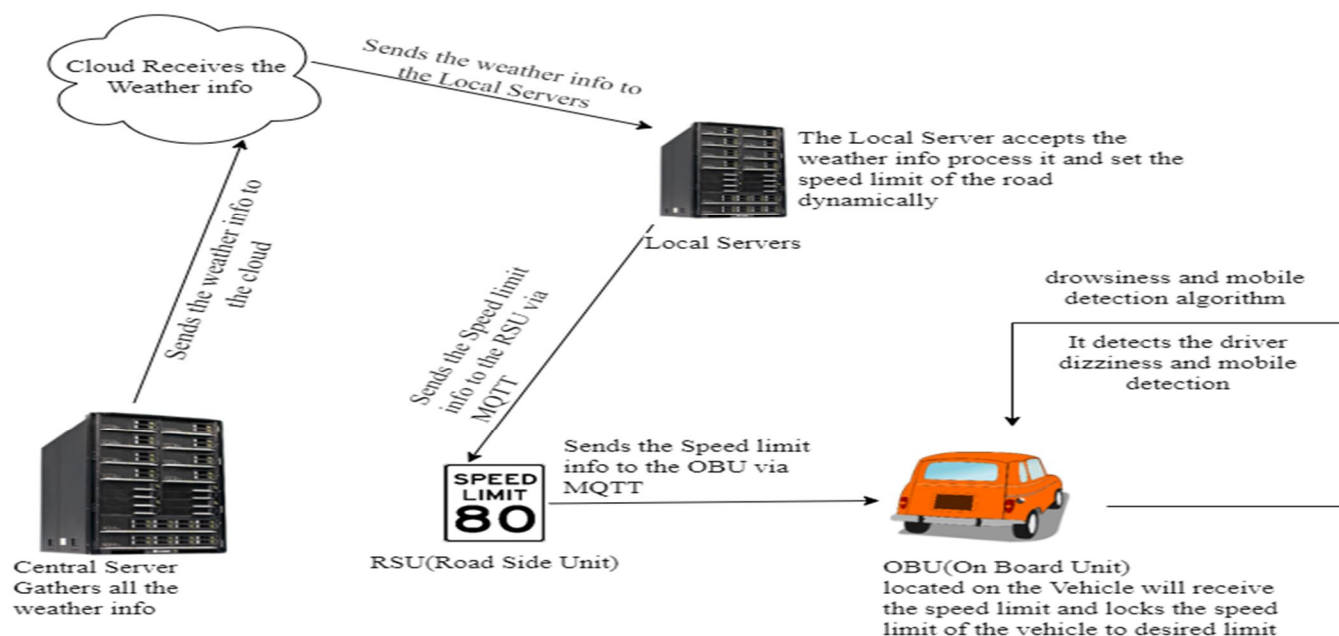 Cloud Receives the
Weather info
Sends the weather info to
the Local Servers
The Local Server accepts the
weather info process it and set the
speed limit of the road
dynamically
Local Servers
Sends the weather info to
the cloud
Sends the Speed limit
info to the RSU via
MQTT
drowsiness and mobile
detection algorithm
It detects the driver
dizziness and mobile
detection
Central Server
Gathers all the
weather info
SPEED
LIMIT
80
RSU(Road Side Unit)
Sends the Speed limit
info to the OBU via
MQTT
OBU(On Board Unit)
located on the Vehicle will receive
the speed limit and locks the speed
limit of the vehicle to desired limit